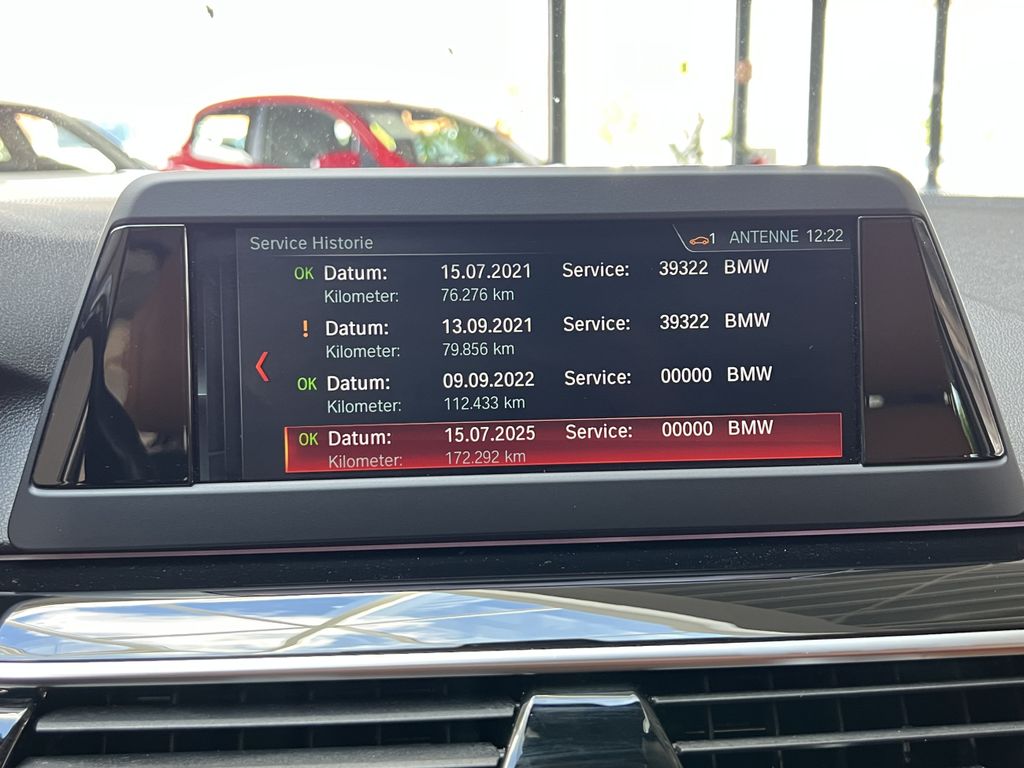 Service Historie 1 ANTENNE 12:22
OK Datum: 15.07.2021 Service: 39322 BMW
Kilometer: 76.276 km
! Datum: 13.09.2021 Service: 39322 BMW
Kilometer: 79.856 km
OK Datum: 09.09.2022 Service: 00000 BMW
Kilometer: 112.433 km
OK Datum: 15.07.2025 Service: 00000 BMW
Kilometer: 172.292 km